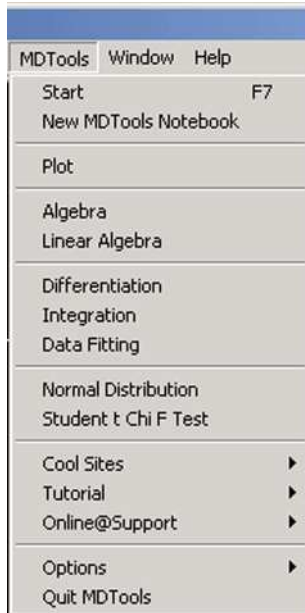 MDTools Window Help
Start F7
New MDTools Notebook
Plot
Algebra
Linear Algebra
Differentiation
Integration
Data Fitting
Normal Distribution
Student t Chi F Test
Cool Sites
Tutorial
Online@Support
Options
Quit MDTools